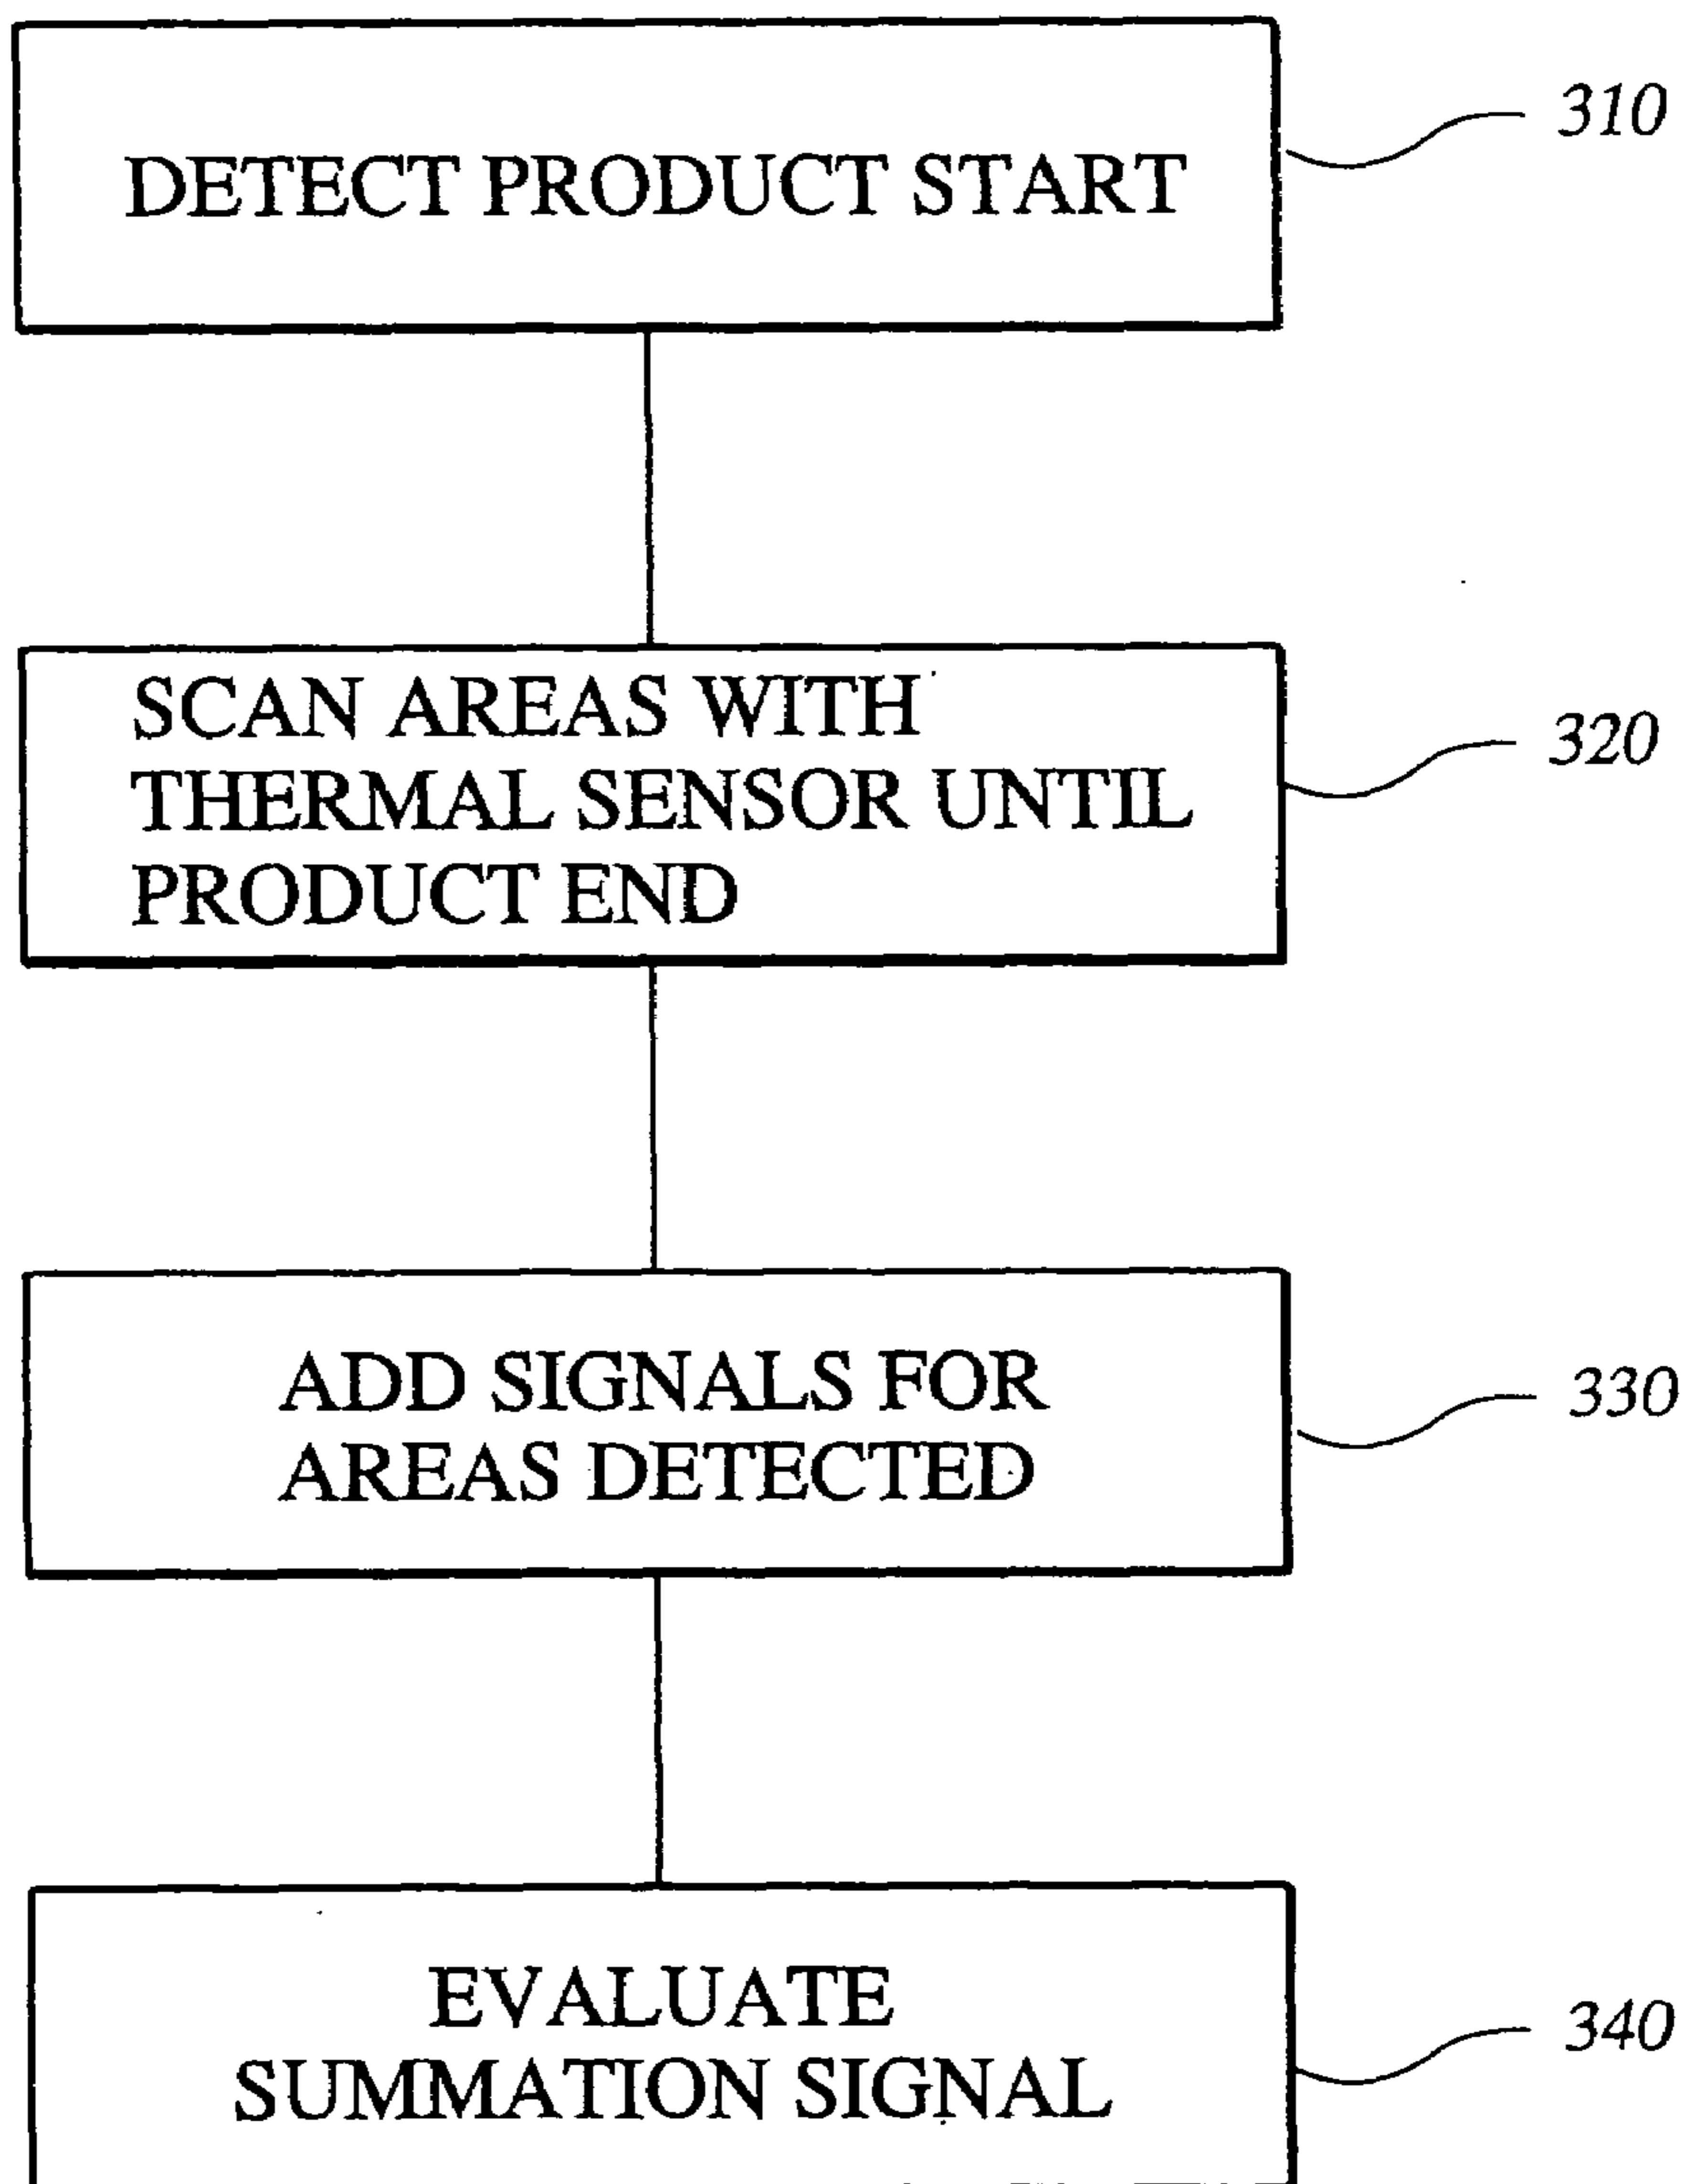 DETECT PRODUCT START
310
SCAN AREAS WITH
THERMAL SENSOR UNTIL
PRODUCT END
320
ADD SIGNALS FOR
AREAS DETECTED
330
EVALUATE
SUMMATION SIGNAL
340